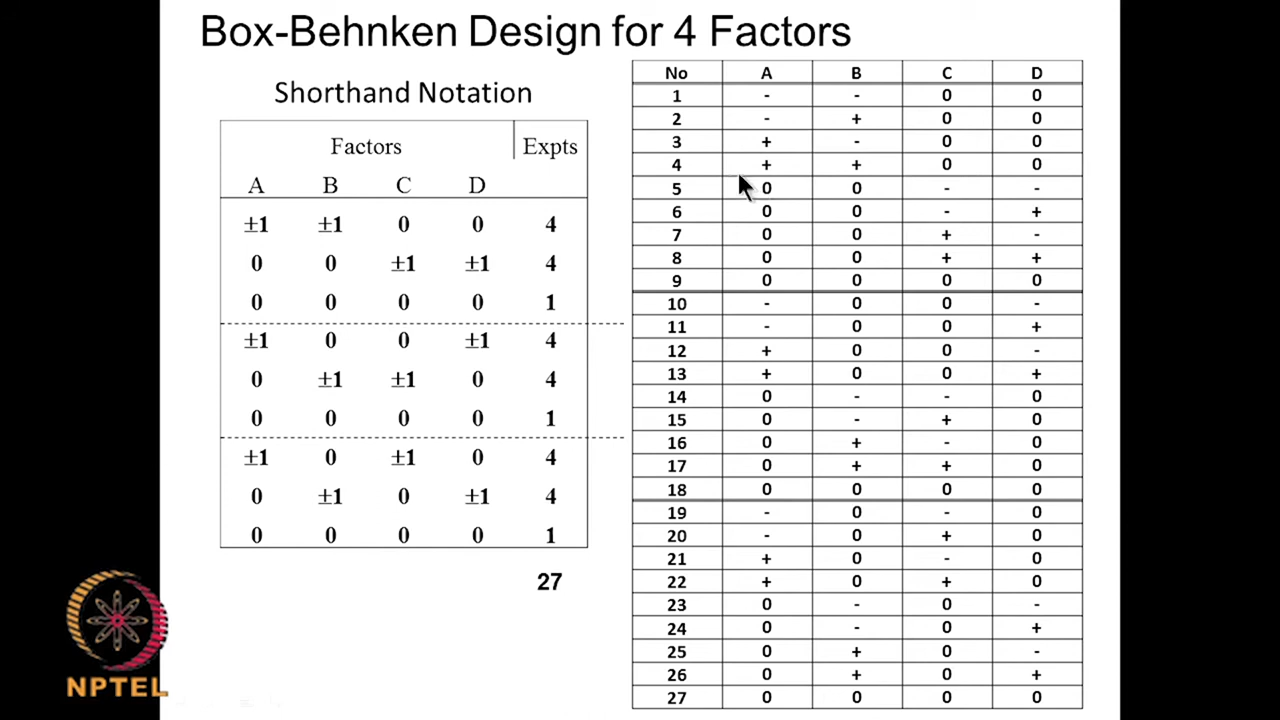 Box-Behnken Design for 4 Factors
Shorthand Notation
Factors Expts
A B C D
±1 ±1 0 0 4
0 0 ±1 ±1 4
0 0 0 0 1
±1 0 0 ±1 4
0 ±1 ±1 0 4
0 0 0 0 1
±1 0 ±1 0 4
0 ±1 0 ±1 4
0 0 0 0 1
27
No A B C D
1 - - 0 0
2 - + 0 0
3 + - 0 0
4 + + 0 0
5 0 0 - -
6 0 0 - +
7 0 0 + -
8 0 0 + +
9 0 0 0 0
10 - 0 0 -
11 - 0 0 +
12 + 0 0 -
13 + 0 0 +
14 0 - - 0
15 0 - + 0
16 0 + - 0
17 0 + + 0
18 0 0 0 0
19 - 0 - 0
20 - 0 + 0
21 + 0 - 0
22 + 0 + 0
23 0 - 0 -
24 0 - 0 +
25 0 + 0 -
26 0 + 0 +
27 0 0 0 0
NPTEL